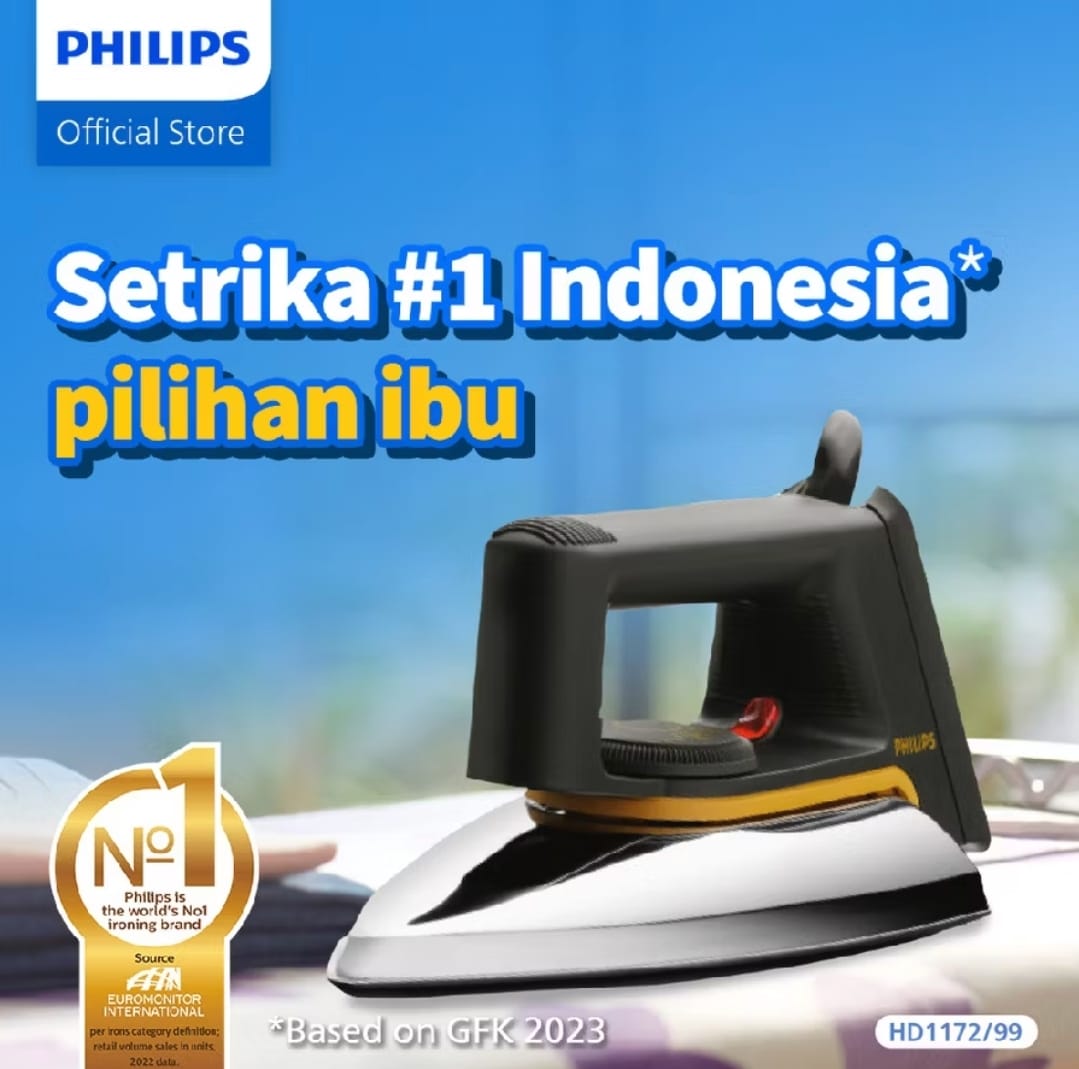 PHILIPS
Official Store
Setrika #1 Indonesia*
pilihan ibu
PHILIPS
Nº1
Philips is
the world's No1
ironing brand
Source
EUROMONITOR
INTERNATIONAL
per irons category definition;
retail volume sales in units,
2022 data.
*Based on GFK 2023
HD1172/99